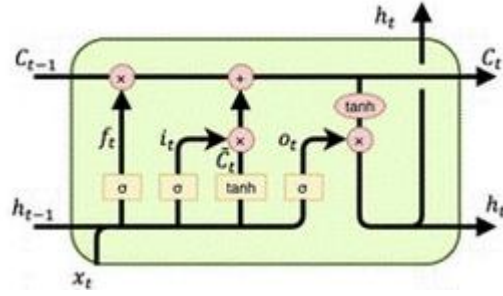 h_t
C_{t-1} × + C_t
tanh
f_t i_t × C̃_t o_t ×
σ σ tanh σ
h_{t-1} h_t
x_t